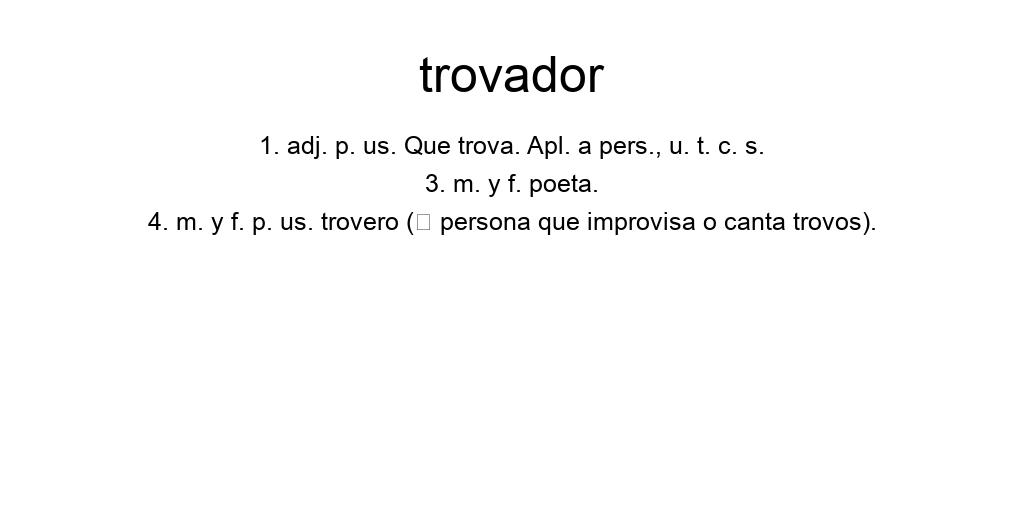 trovador
1. adj. p. us. Que trova. Apl. a pers., u. t. c. s.
3. m. y f. poeta.
4. m. y f. p. us. trovero (□ persona que improvisa o canta trovos).